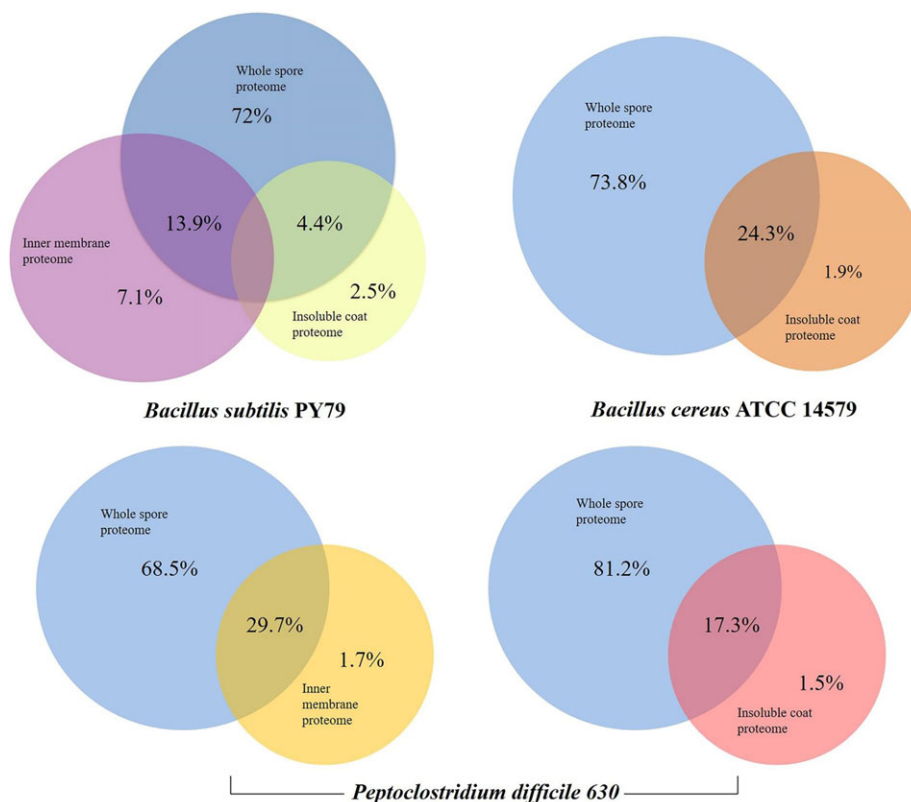 Whole spore
proteome
72%
13.9%
4.4%
Inner membrane
proteome
7.1%
2.5%
Insoluble coat
proteome
Bacillus subtilis PY79
Whole spore
proteome
73.8%
24.3%
1.9%
Insoluble coat
proteome
Bacillus cereus ATCC 14579
Whole spore
proteome
68.5%
29.7%
1.7%
Inner
membrane
proteome
Whole spore
proteome
81.2%
17.3%
1.5%
Insoluble coat
proteome
Peptoclostridium difficile 630